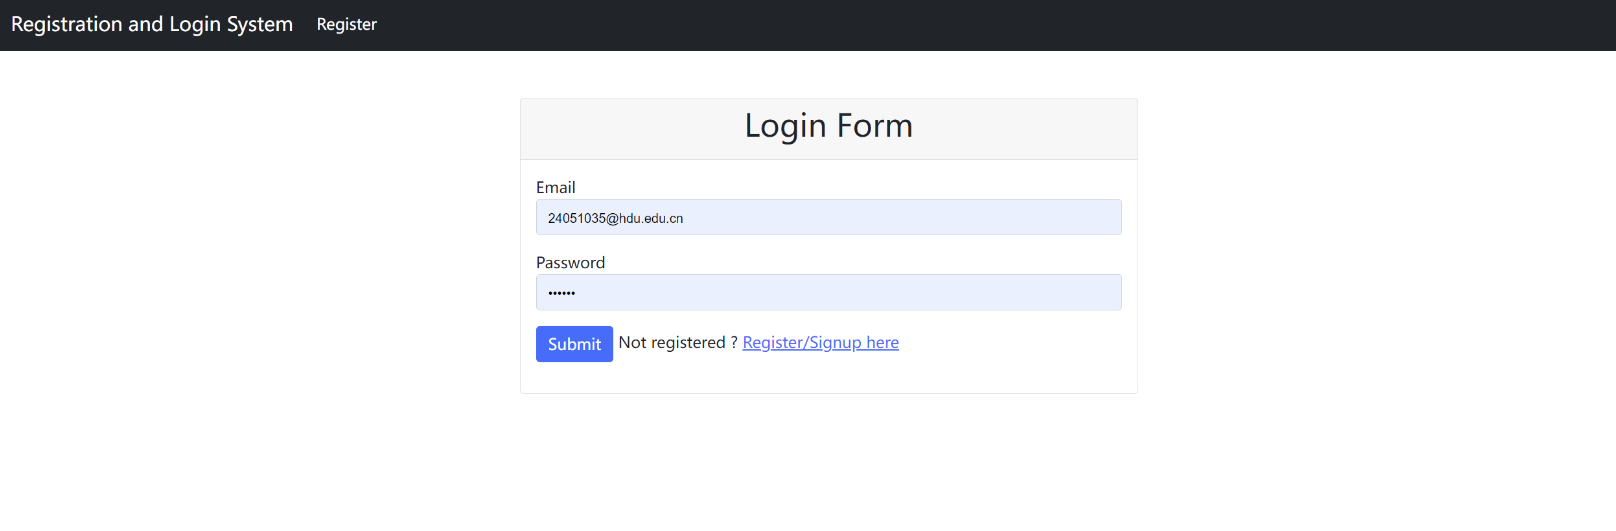 Registration and Login System Register
Login Form
Email
24051035@hdu.edu.cn
Password
••••••
Submit Not registered ? Register/Signup here